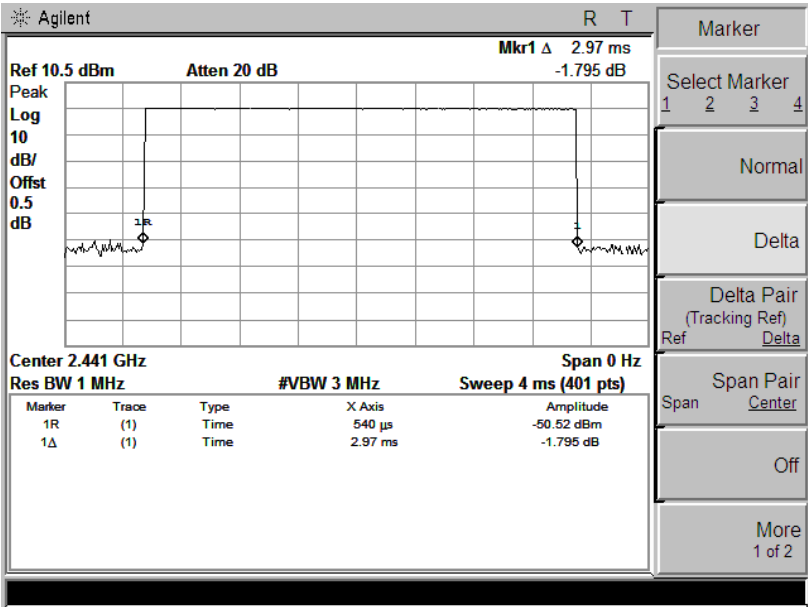 Agilent R T
Mkr1 Δ 2.97 ms
Ref 10.5 dBm Atten 20 dB -1.795 dB
Peak
Log
10
dB/
Offst
0.5
dB
1R
1
Center 2.441 GHz Span 0 Hz
Res BW 1 MHz #VBW 3 MHz Sweep 4 ms (401 pts)
Marker Trace Type X Axis Amplitude
1R (1) Time 540 µs -50.52 dBm
1Δ (1) Time 2.97 ms -1.795 dB
Marker
Select Marker
1 2 3 4
Normal
Delta
Delta Pair
(Tracking Ref)
Ref Delta
Span Pair
Span Center
Off
More
1 of 2